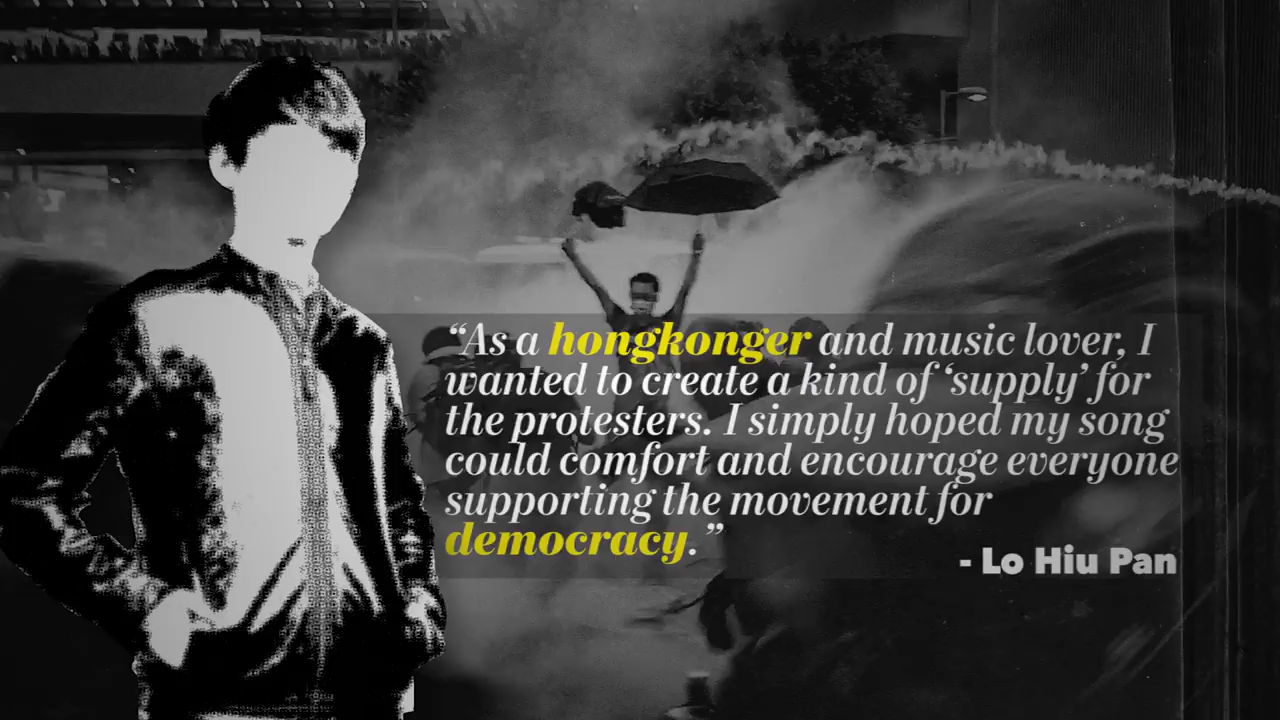 “As a hongkonger and music lover, I
wanted to create a kind of ‘supply’ for
the protesters. I simply hoped my song
could comfort and encourage everyone
supporting the movement for
democracy.”
- Lo Hiu Pan